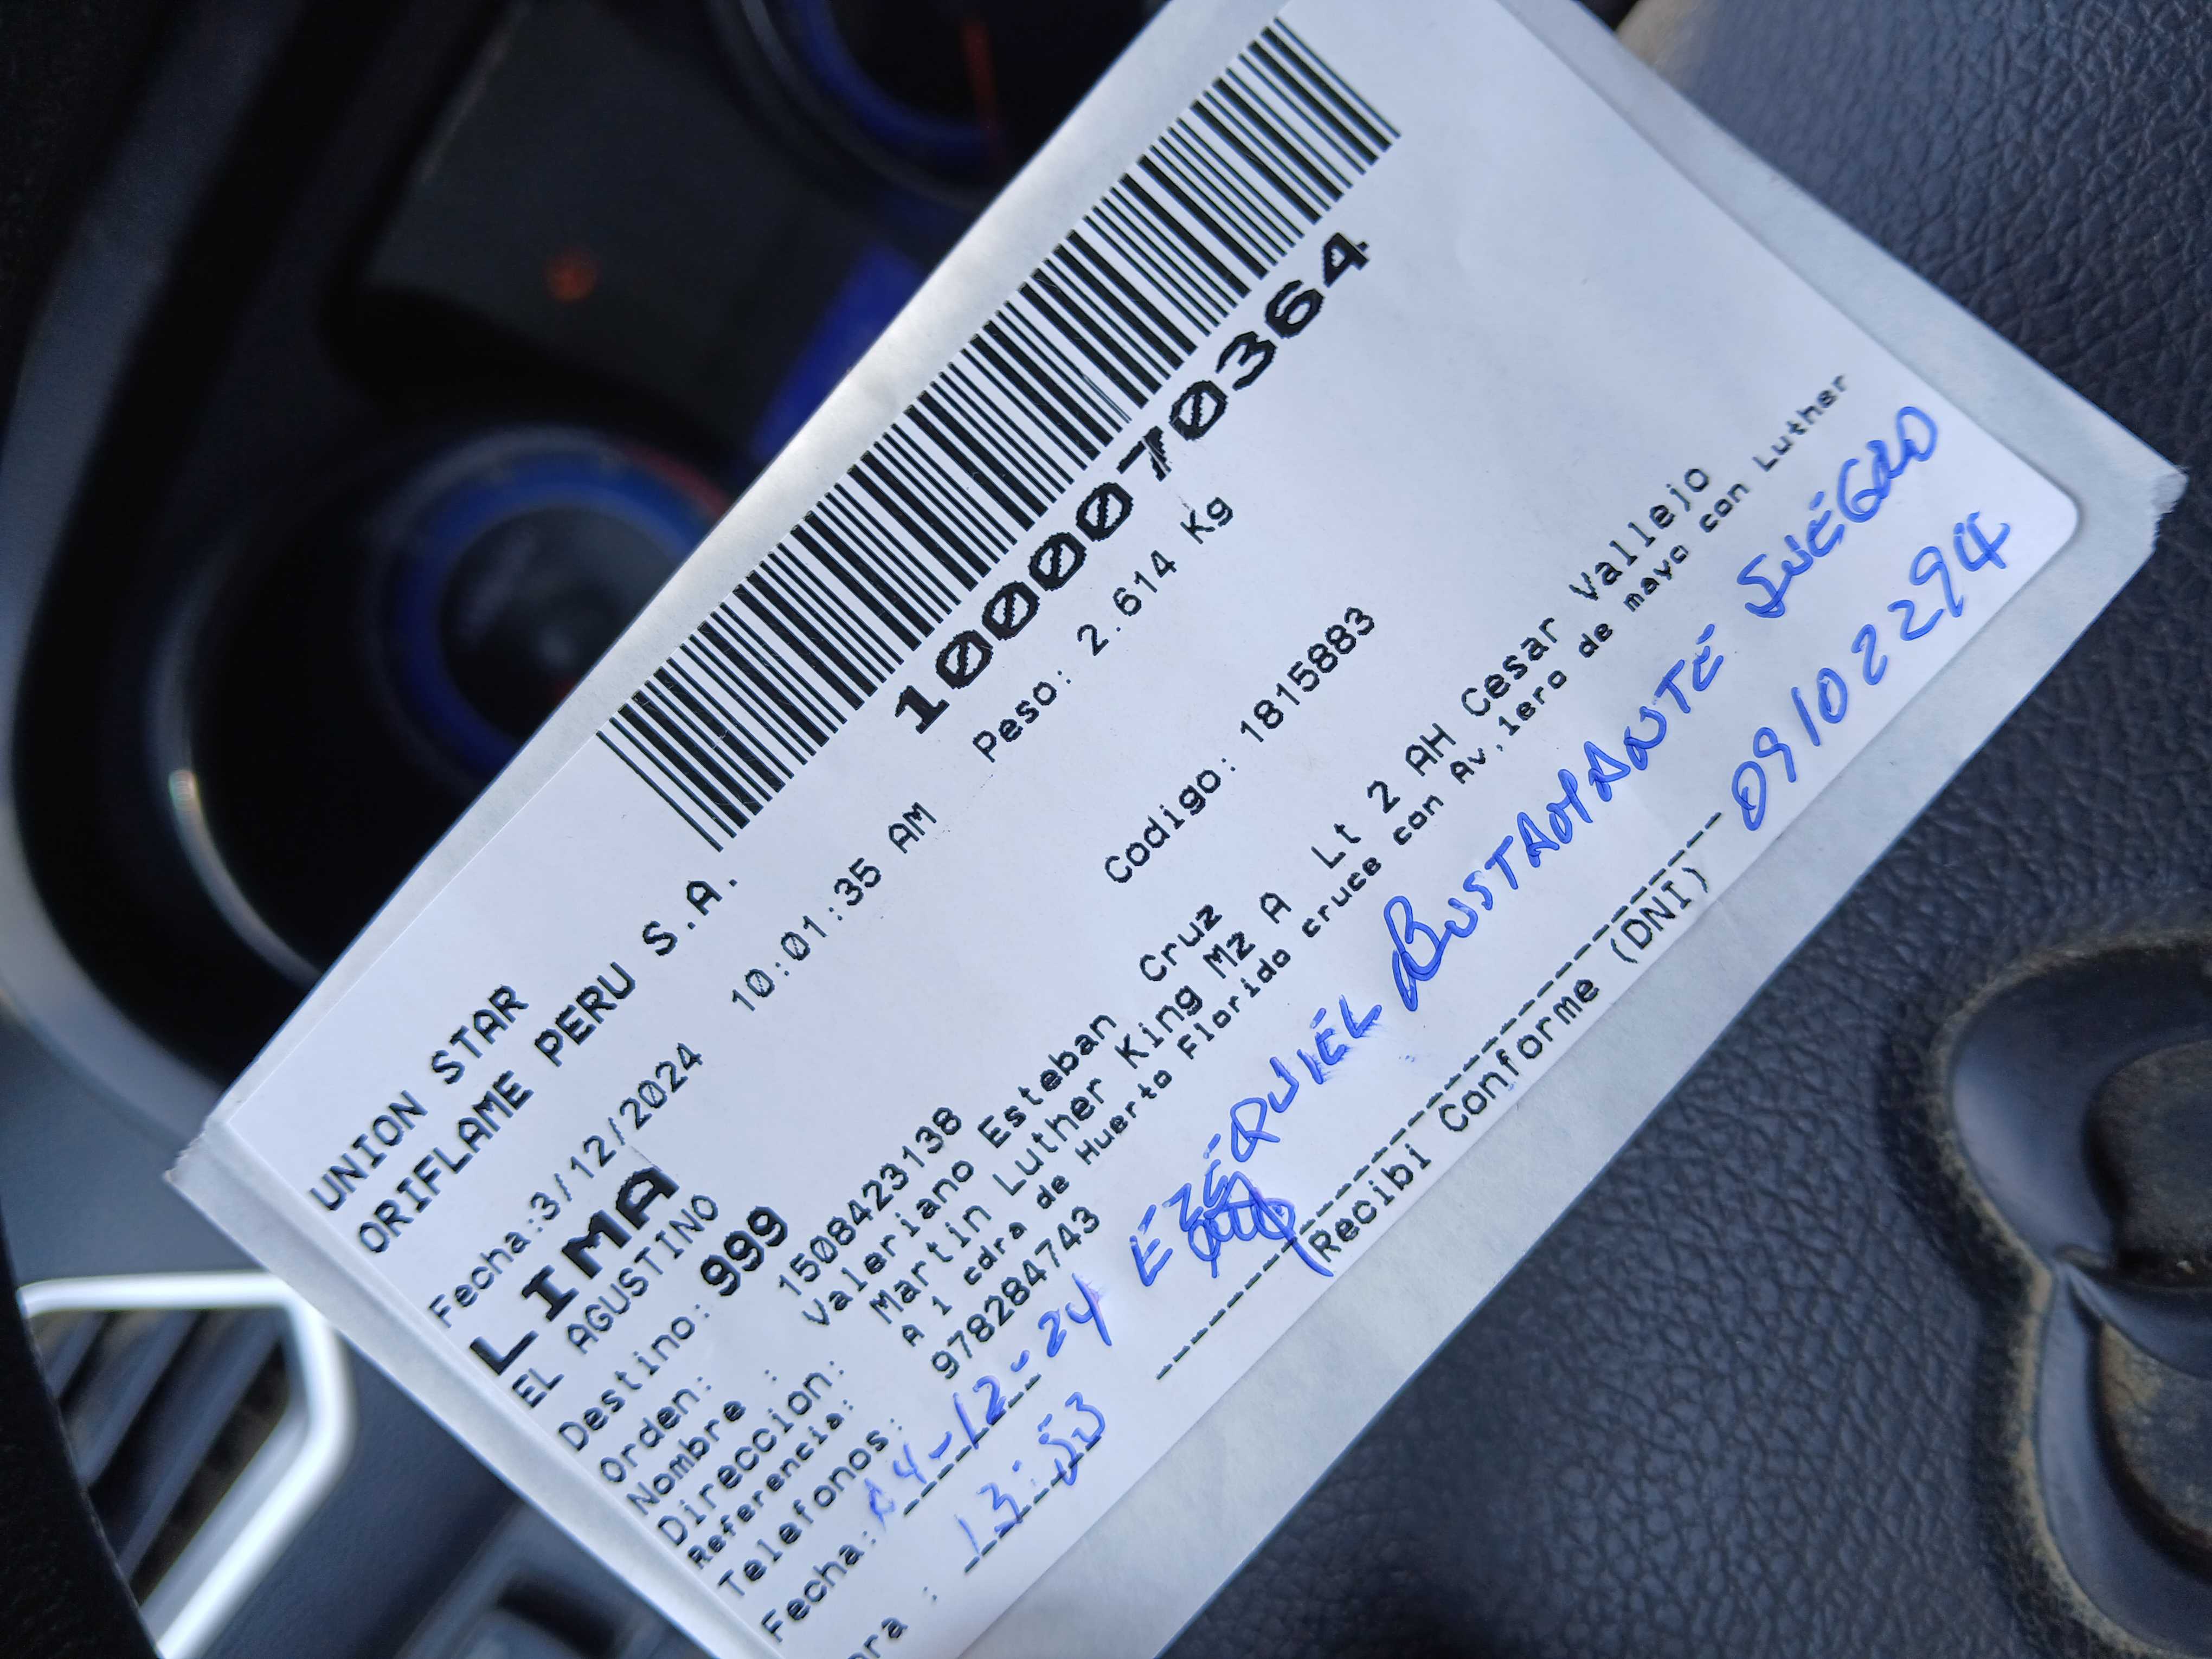 1000070364
UNION STAR
ORIFLAME PERU S.A.
Fecha:3/12/2024 10:01:35 AM Peso: 2.614 Kg
LIMA
EL AGUSTINO
Destino: 999
Orden: 1508423138 Codigo: 1815883
Nombre : Valeriano Esteban Cruz
Direccion: Martin Luther King Mz A Lt 2 AH Cesar Vallejo
Referencia: A 1 cdra de Huerto Florido cruce con Av.1ero de mayo con Luther
Telefonos: 978284743
Fecha: 04-12-24 EZEQUIEL BUSTAMANTE SUEGRO
ora : 13:53 09102294
(Recibi Conforme (DNI)